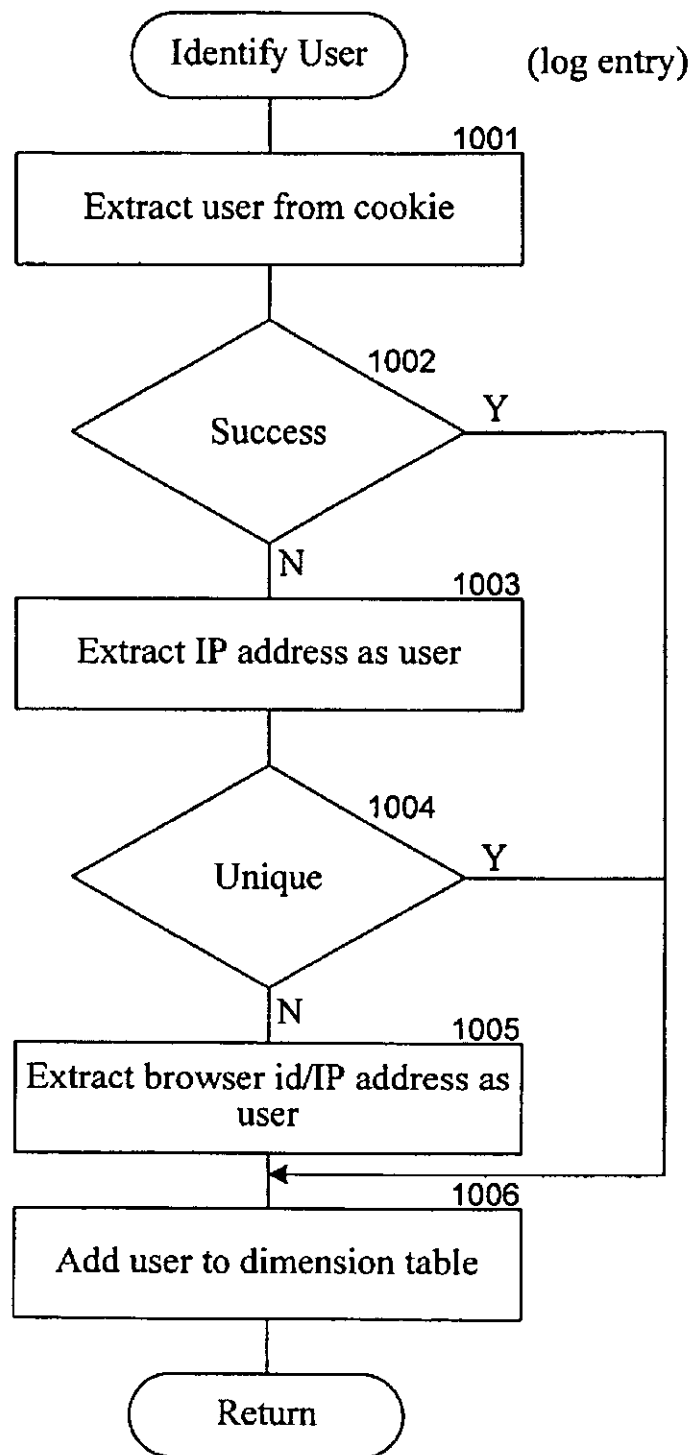 Identify User
(log entry)
1001
Extract user from cookie
1002
Success
Y
N
1003
Extract IP address as user
1004
Unique
Y
N
1005
Extract browser id/IP address as
user
1006
Add user to dimension table
Return